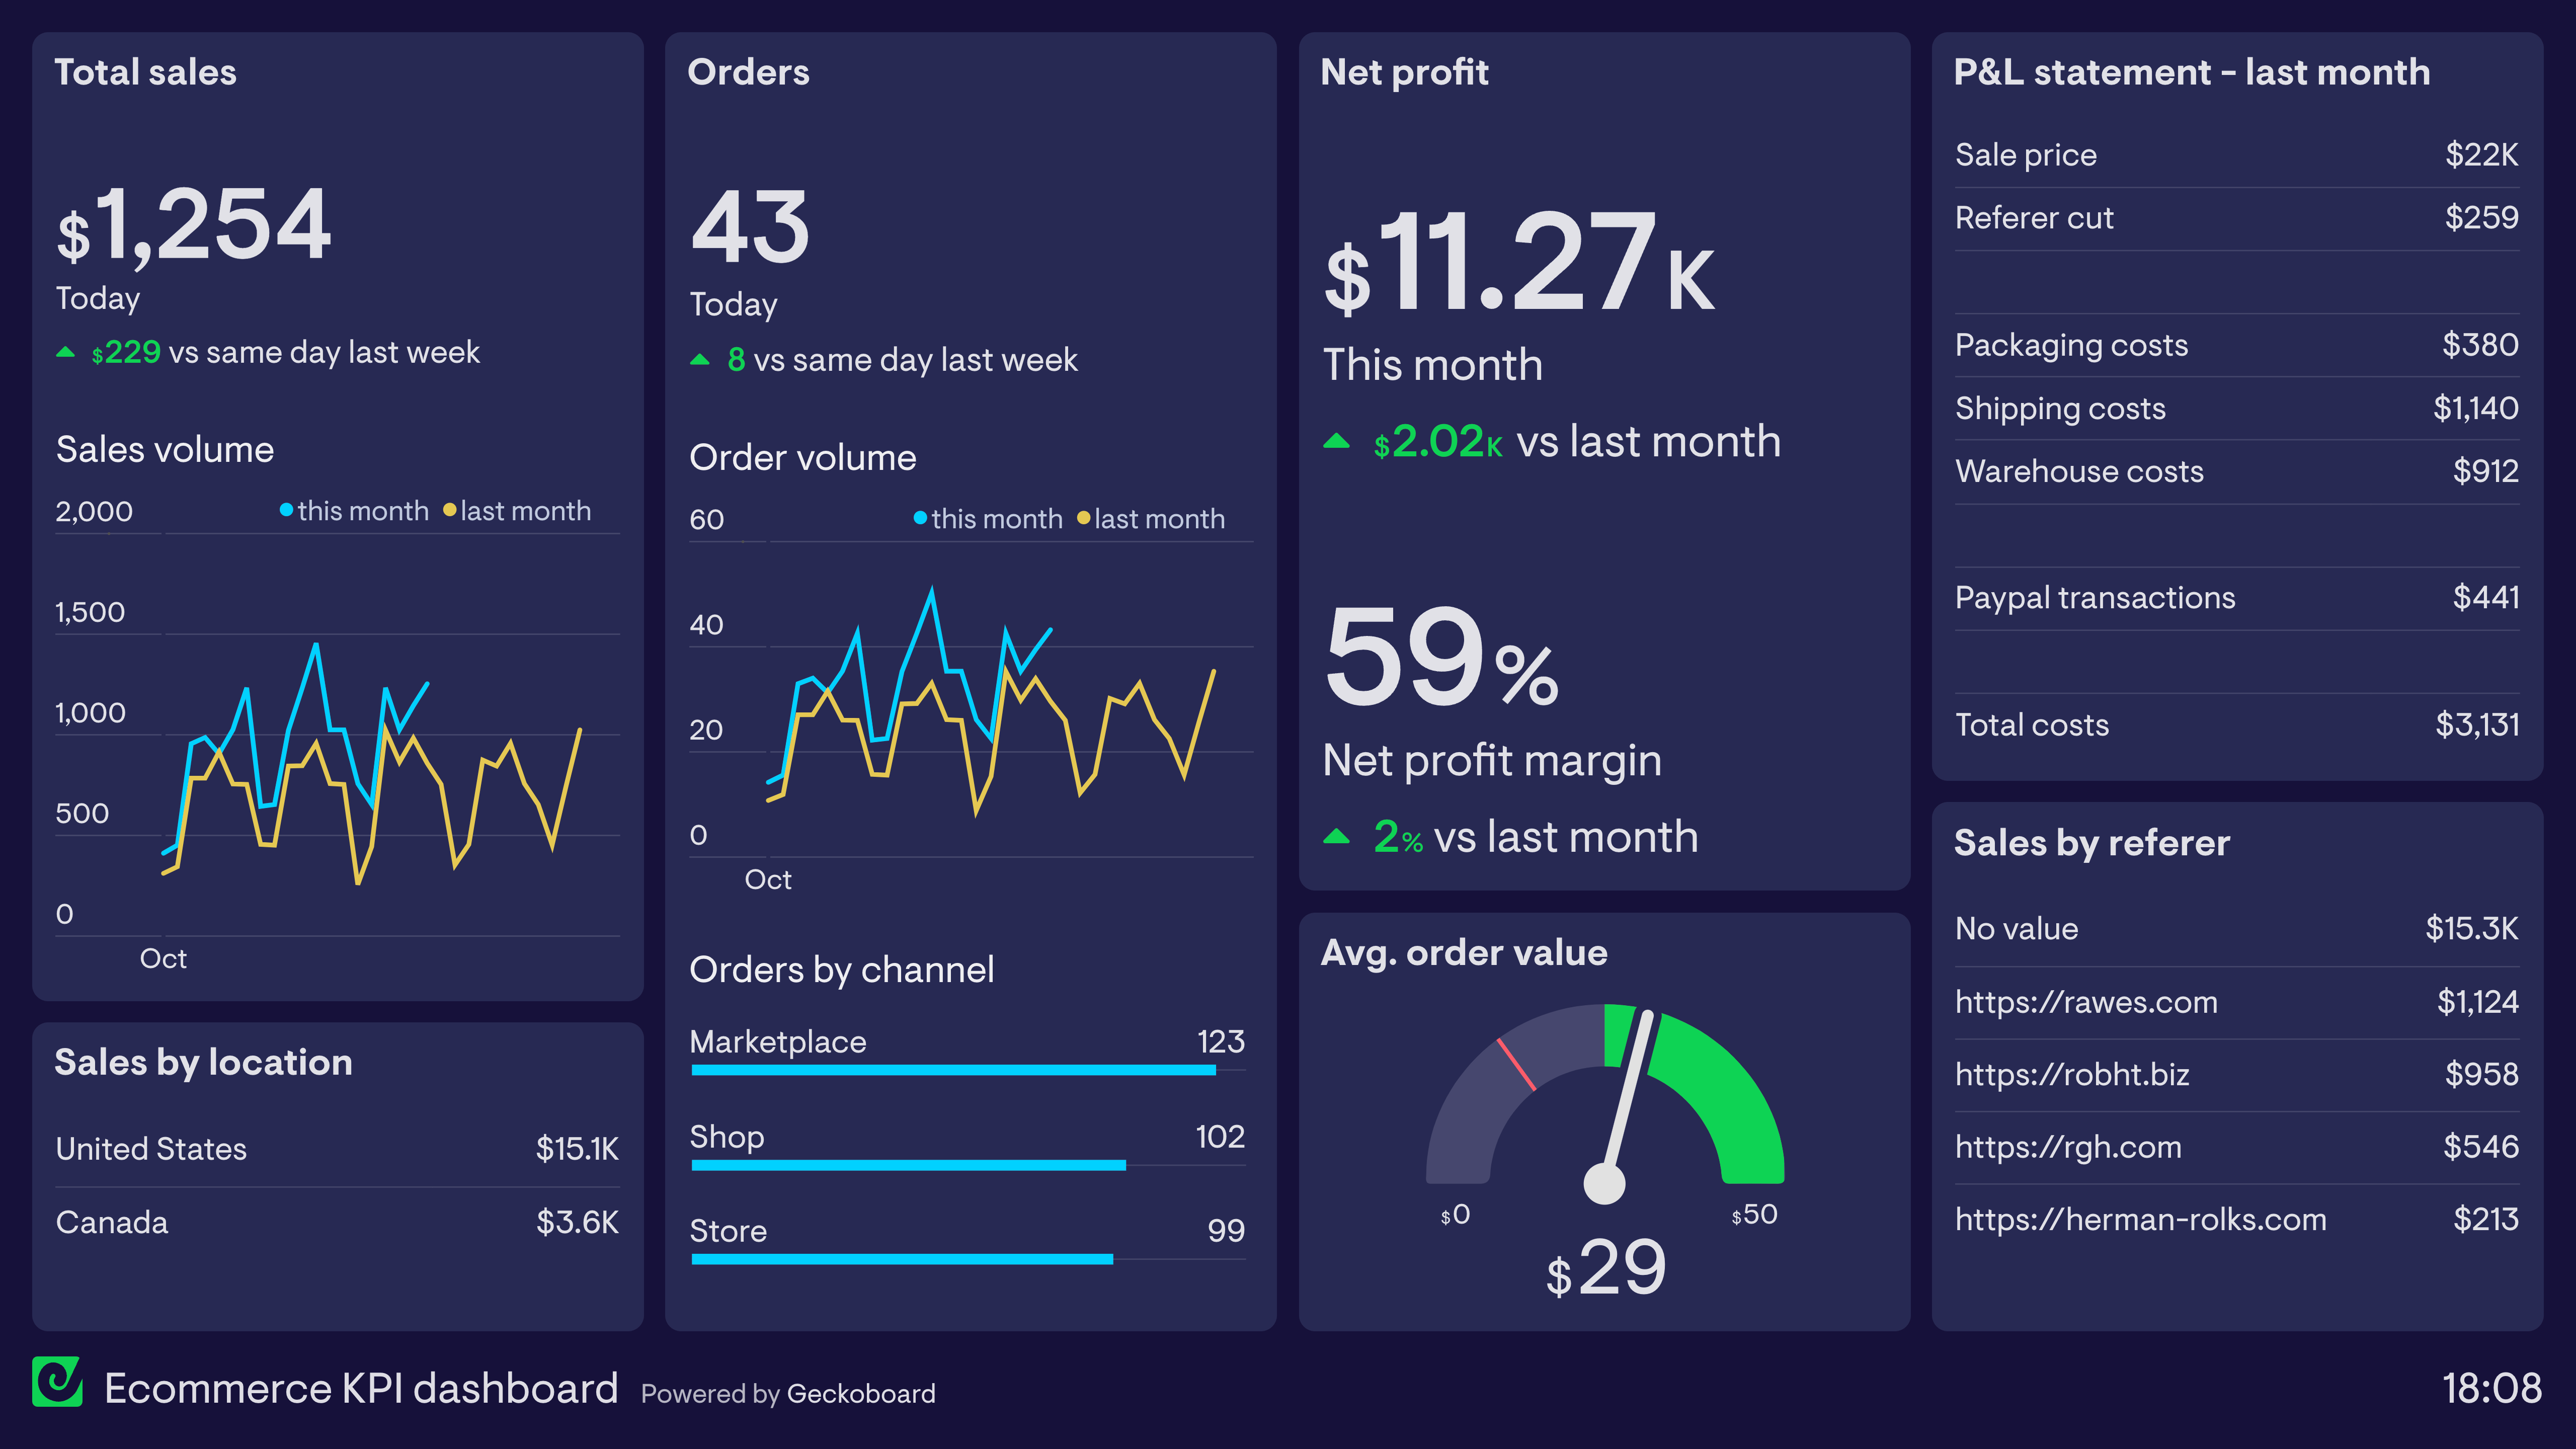 Total sales
$1,254
Today
$229 vs same day last week
Sales volume
this month last month
2,000
1,500
1,000
500
0
Oct
Sales by location
United States $15.1K
Canada $3.6K
Orders
43
Today
8 vs same day last week
Order volume
this month last month
60
40
20
0
Oct
Orders by channel
Marketplace 123
Shop 102
Store 99
Net profit
$11.27K
This month
$2.02K vs last month
59%
Net profit margin
2% vs last month
Avg. order value
$0 $50
$29
P&L statement - last month
Sale price $22K
Referer cut $259
Packaging costs $380
Shipping costs $1,140
Warehouse costs $912
Paypal transactions $441
Total costs $3,131
Sales by referer
No value $15.3K
https://rawes.com $1,124
https://robht.biz $958
https://rgh.com $546
https://herman-rolks.com $213
Ecommerce KPI dashboard Powered by Geckoboard 18:08